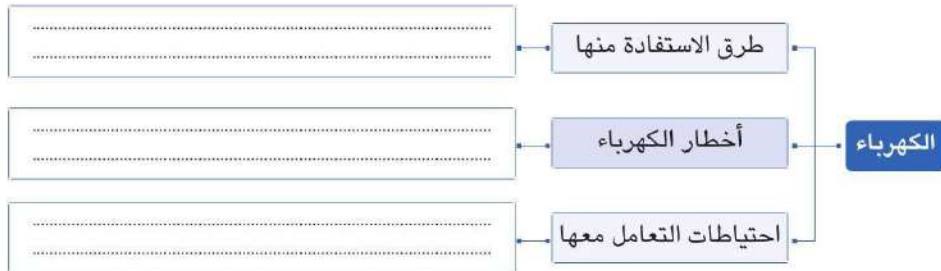 الكهرباء
طرق الاستفادة منها
أخطار الكهرباء
احتياطات التعامل معها